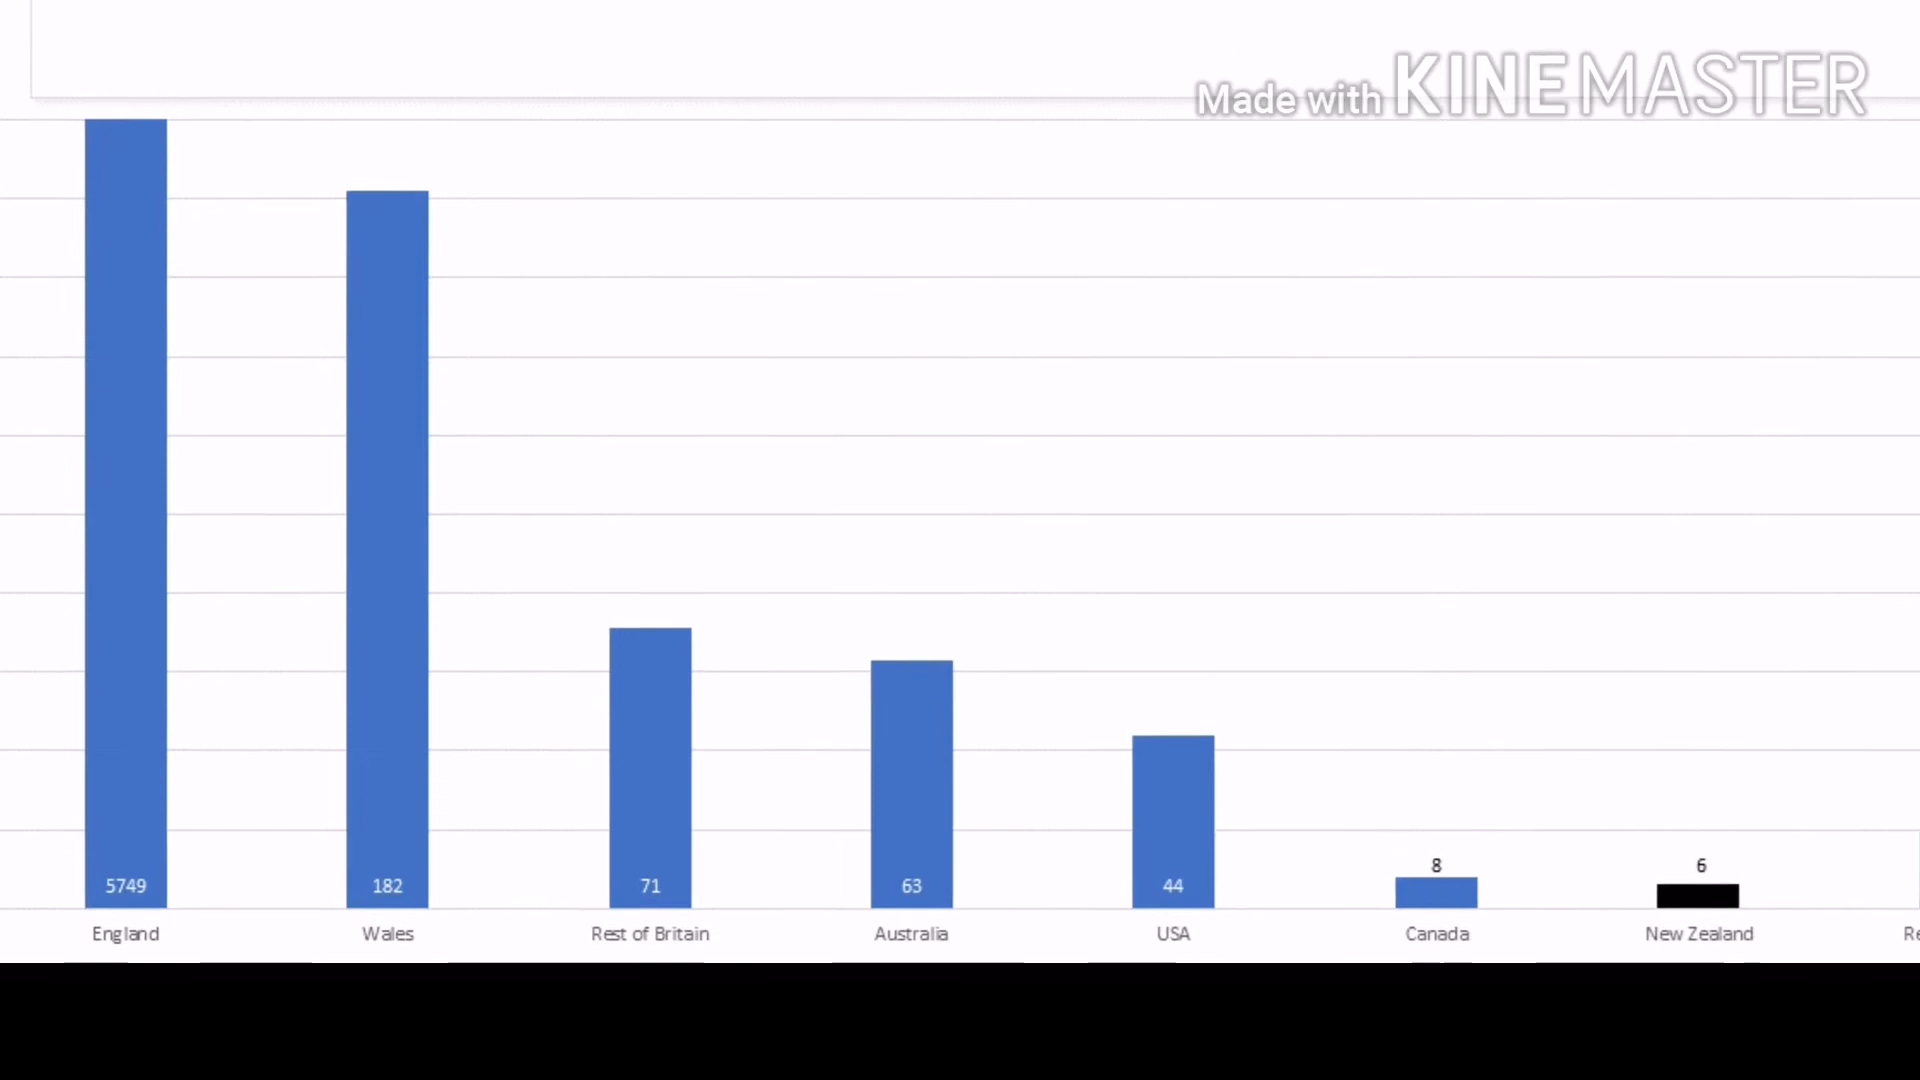 Made with KINEMASTER
8
6
5749
182
71
63
44
England
Wales
Rest of Britain
Australia
USA
Canada
New Zealand